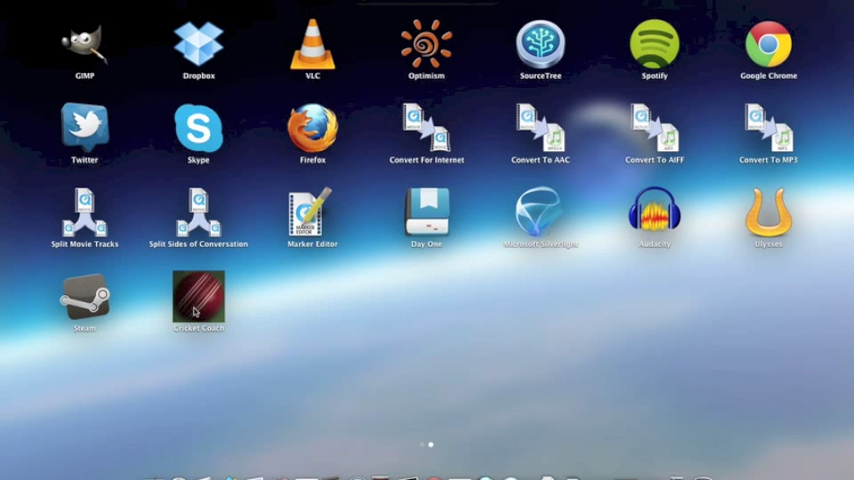 GIMP
Dropbox
VLC
Optimism
SourceTree
Spotify
Google Chrome
Twitter
Skype
Firefox
Convert For Internet
Convert To AAC
Convert To AIFF
Convert To MP3
Split Movie Tracks
Split Sides of Conversation
MARKER EDITOR
Marker Editor
Day One
Microsoft Silverlight
Audacity
Ulysses
Steam
Cricket Coach